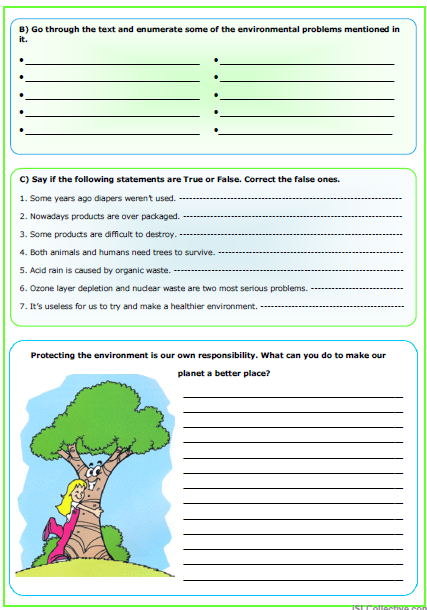 B) Go through the text and enumerate some of the environmental problems mentioned in
it.
C) Say if the following statements are True or False. Correct the false ones.
1. Some years ago diapers weren't used.
2. Nowadays products are over packaged.
3. Some products are difficult to destroy.
4. Both animals and humans need trees to survive.
5. Acid rain is caused by organic waste.
6. Ozone layer depletion and nuclear waste are two most serious problems.
7. It's useless for us to try and make a healthier environment.
Protecting the environment is our own responsibility. What can you do to make our
planet a better place?
iSLCollective.com